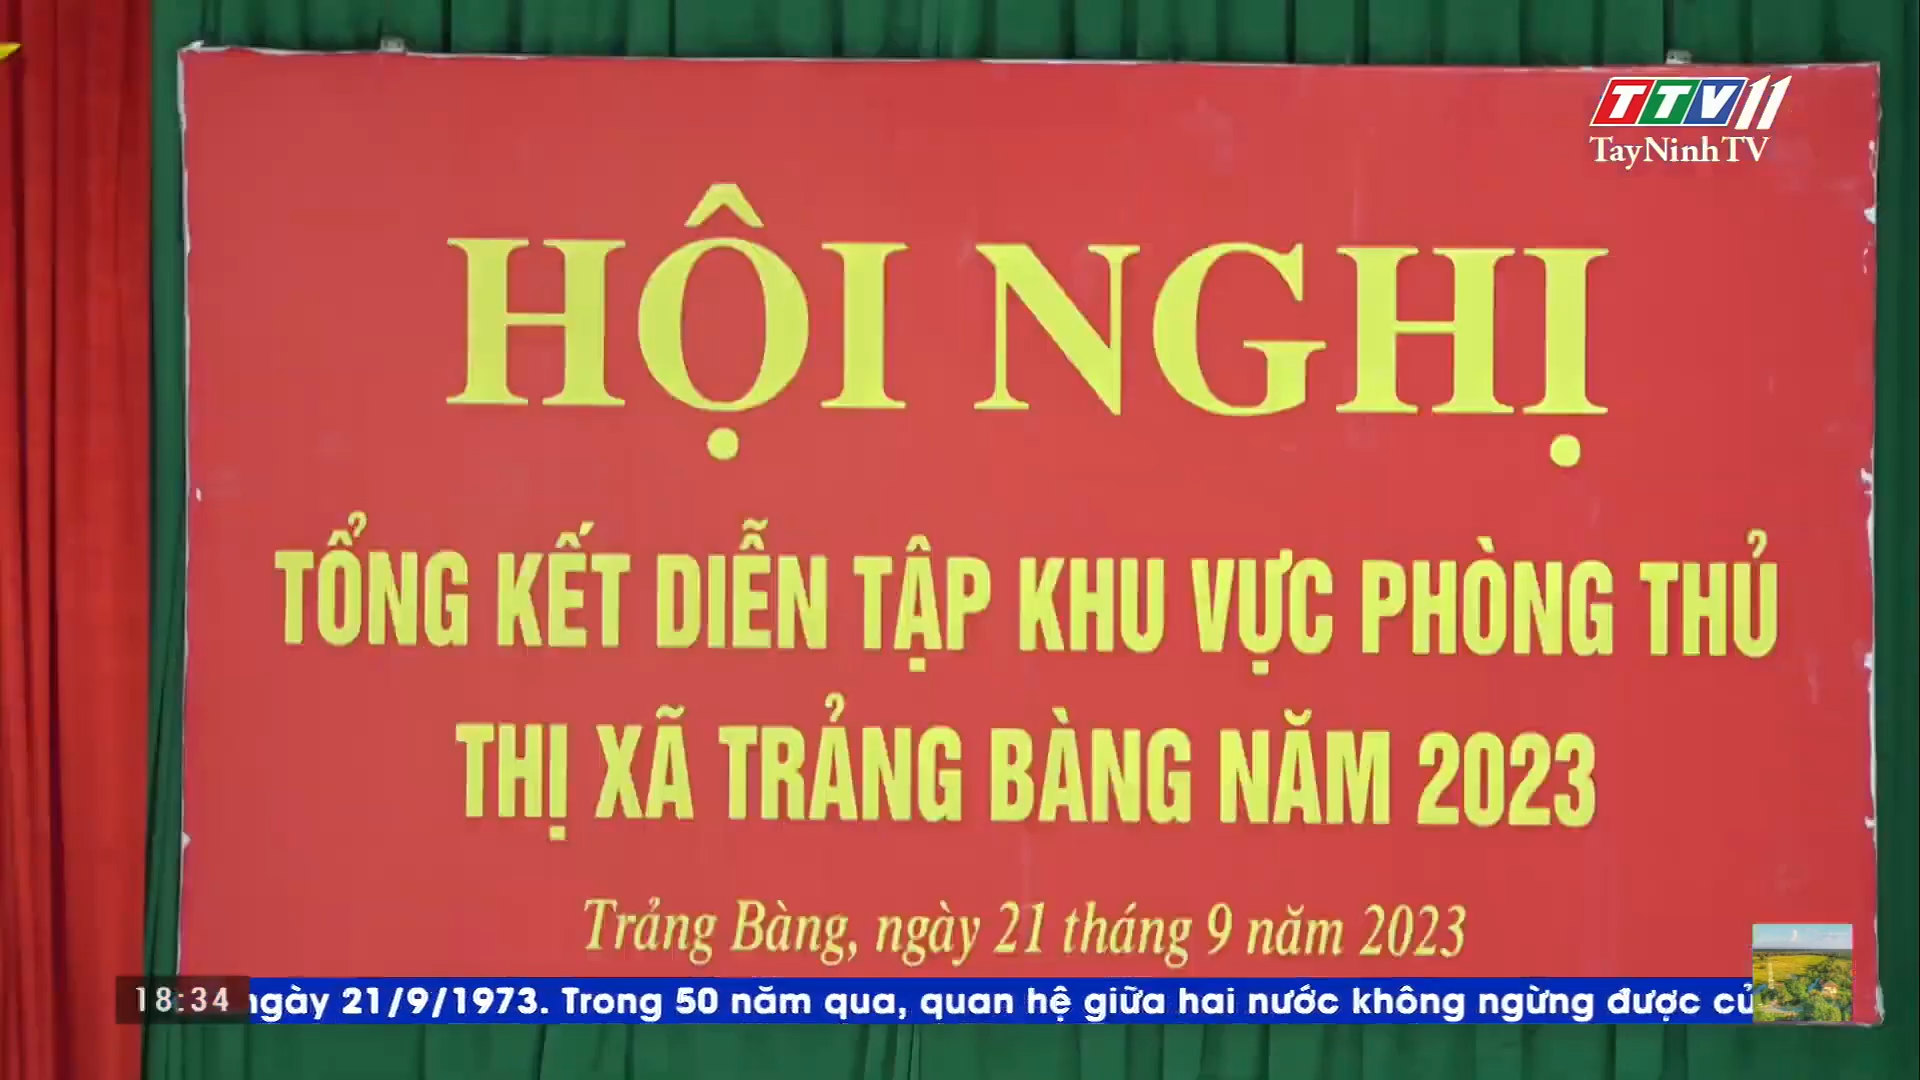 TTV11
TayNinhTV
HỘI NGHỊ
TỔNG KẾT DIỄN TẬP KHU VỰC PHÒNG THỦ
THỊ XÃ TRẢNG BÀNG NĂM 2023
Trảng Bàng, ngày 21 tháng 9 năm 2023
18:34 ngày 21/9/1973. Trong 50 năm qua, quan hệ giữa hai nước không ngừng được